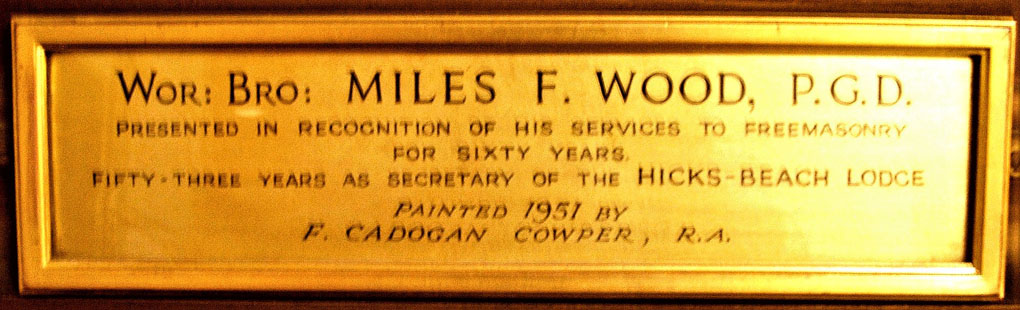 WOR: BRO: MILES F. WOOD, P.G.D.
PRESENTED IN RECOGNITION OF HIS SERVICES TO FREEMASONRY
FOR SIXTY YEARS.
FIFTY-THREE YEARS AS SECRETARY OF THE HICKS-BEACH LODGE
PAINTED 1951 BY
F. CADOGAN COWPER, R.A.